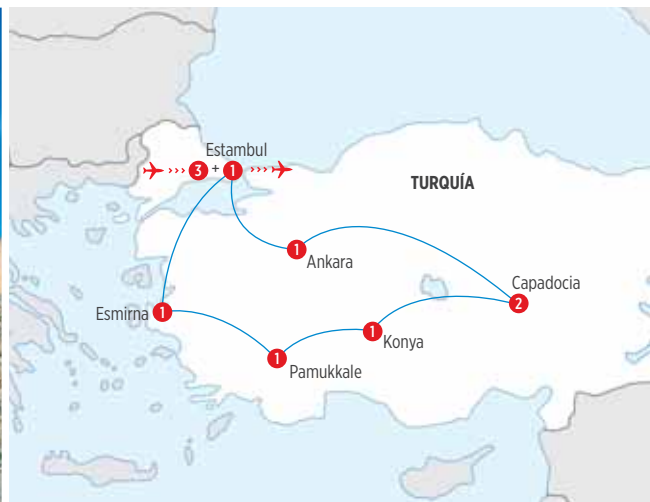 Estambul
3 + 1
TURQUÍA
1
Ankara
Capadocia
2
Esmirna 1
1
Konya
1
Pamukkale